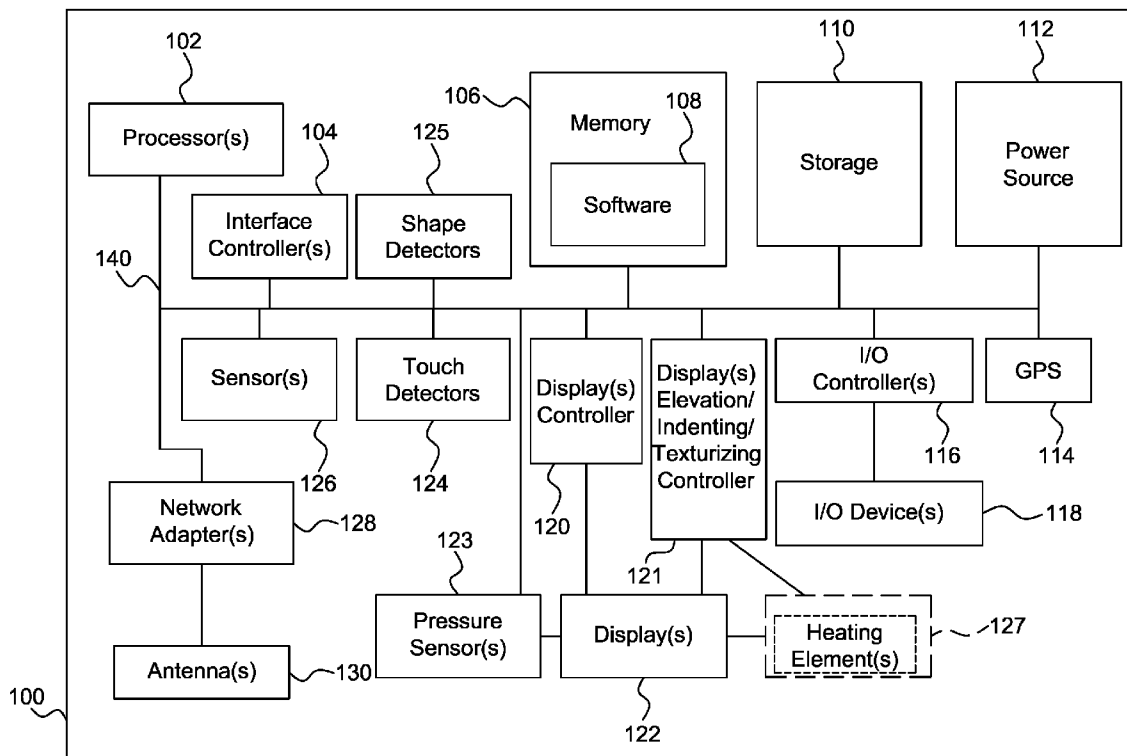 102
110
112
106
108
Processor(s)
104
125
Memory
Storage
Power
Source
Software
Interface
Controller(s)
Shape
Detectors
140
Sensor(s)
Touch
Detectors
Display(s)
Controller
Display(s)
Elevation/
Indenting/
Texturizing
Controller
I/O
Controller(s)
GPS
126
124
120
116
114
Network
Adapter(s)
128
I/O Device(s)
118
123
121
Pressure
Sensor(s)
Display(s)
Heating
Element(s)
127
Antenna(s)
130
100
122